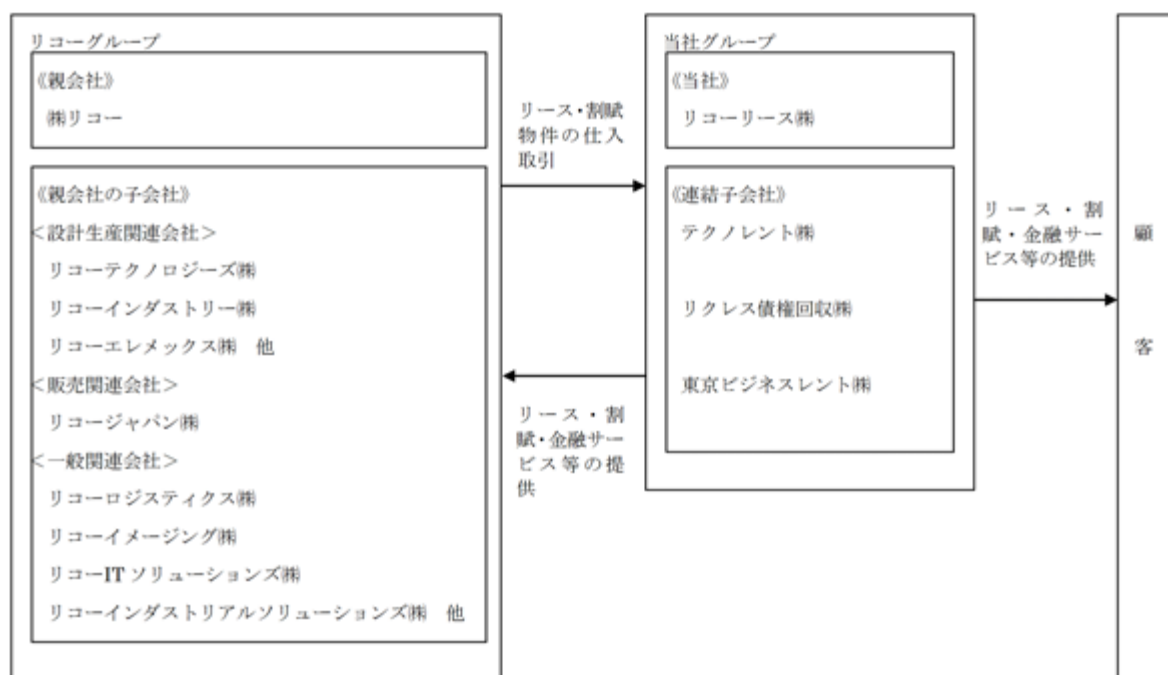 リコーグループ
《親会社》
㈱リコー
《親会社の子会社》
＜設計生産関連会社＞
リコーテクノロジーズ㈱
リコーインダストリー㈱
リコーエレメックス㈱　他
＜販売関連会社＞
リコージャパン㈱
＜一般関連会社＞
リコーロジスティクス㈱
リコーイメージング㈱
リコーITソリューションズ㈱
リコーインダストリアルソリューションズ㈱　他
リース・割賦
物件の仕入
取引
リース・割
賦・金融サー
ビス等の提
供
当社グループ
《当社》
リコーリース㈱
《連結子会社》
テクノレント㈱
リクレス債権回収㈱
東京ビジネスレント㈱
リース・割
賦・金融サー
ビス等の提供
顧
客